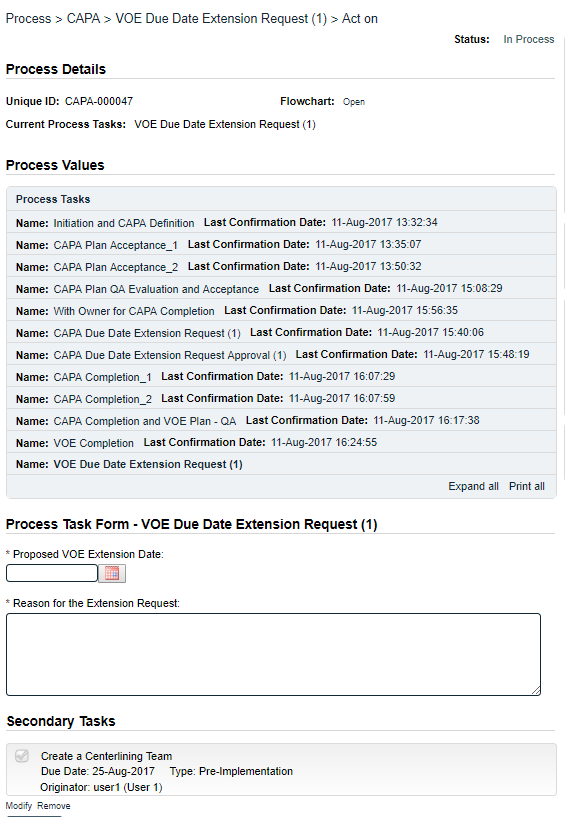 Process > CAPA > VOE Due Date Extension Request (1) > Act on
Status: In Process
Process Details
Unique ID: CAPA-000047 Flowchart: Open
Current Process Tasks: VOE Due Date Extension Request (1)
Process Values
Process Tasks
Name: Initiation and CAPA Definition Last Confirmation Date: 11-Aug-2017 13:32:34
Name: CAPA Plan Acceptance_1 Last Confirmation Date: 11-Aug-2017 13:35:07
Name: CAPA Plan Acceptance_2 Last Confirmation Date: 11-Aug-2017 13:50:32
Name: CAPA Plan QA Evaluation and Acceptance Last Confirmation Date: 11-Aug-2017 15:08:29
Name: With Owner for CAPA Completion Last Confirmation Date: 11-Aug-2017 15:56:35
Name: CAPA Due Date Extension Request (1) Last Confirmation Date: 11-Aug-2017 15:40:06
Name: CAPA Due Date Extension Request Approval (1) Last Confirmation Date: 11-Aug-2017 15:48:19
Name: CAPA Completion_1 Last Confirmation Date: 11-Aug-2017 16:07:29
Name: CAPA Completion_2 Last Confirmation Date: 11-Aug-2017 16:07:59
Name: CAPA Completion and VOE Plan - QA Last Confirmation Date: 11-Aug-2017 16:17:38
Name: VOE Completion Last Confirmation Date: 11-Aug-2017 16:24:55
Name: VOE Due Date Extension Request (1)
Expand all Print all
Process Task Form - VOE Due Date Extension Request (1)
* Proposed VOE Extension Date:
* Reason for the Extension Request:
Secondary Tasks
Create a Centerlining Team
Due Date: 25-Aug-2017 Type: Pre-Implementation
Originator: user1 (User 1)
Modify Remove